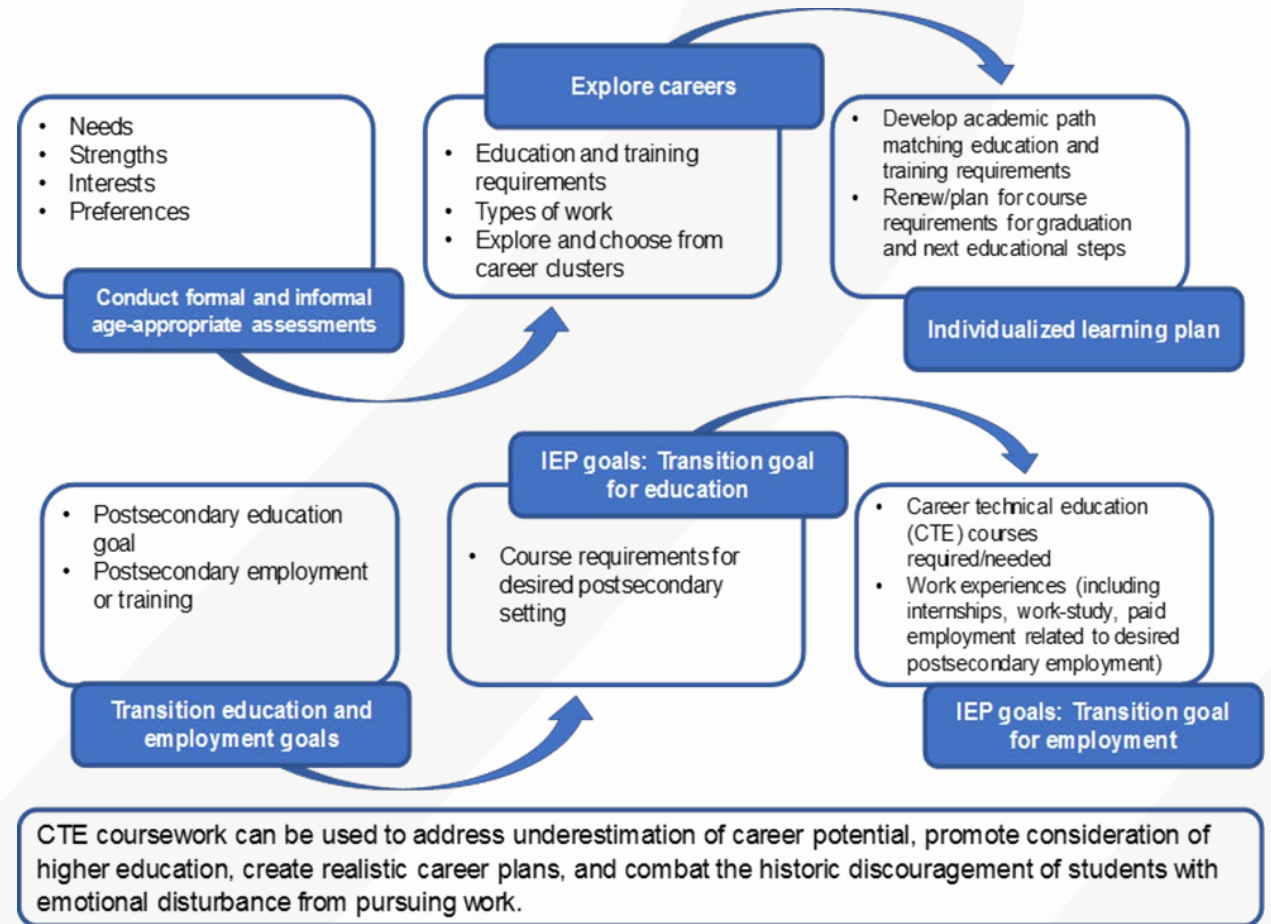 • Needs
• Strengths
• Interests
• Preferences
Conduct formal and informal
age-appropriate assessments
Explore careers
• Education and training
requirements
• Types of work
• Explore and choose from
career clusters
• Develop academic path
matching education and
training requirements
• Renew/plan for course
requirements for graduation
and next educational steps
Individualized learning plan
• Postsecondary education
goal
• Postsecondary employment
or training
Transition education and
employment goals
IEP goals: Transition goal
for education
• Course requirements for
desired postsecondary
setting
• Career technical education
(CTE) courses
required/needed
• Work experiences (including
internships, work-study, paid
employment related to desired
postsecondary employment)
IEP goals: Transition goal
for employment
CTE coursework can be used to address underestimation of career potential, promote consideration of
higher education, create realistic career plans, and combat the historic discouragement of students with
emotional disturbance from pursuing work.